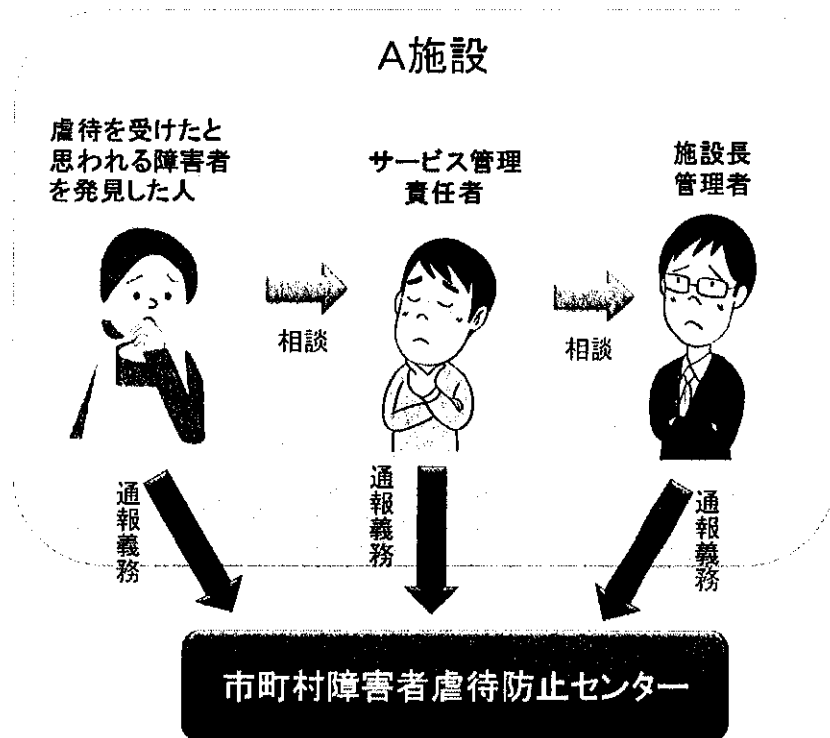 A施設
虐待を受けたと
思われる障害者
を発見した人
サービス管理
責任者
施設長
管理者
相談
相談
通報義務
通報義務
通報義務
市町村障害者虐待防止センター